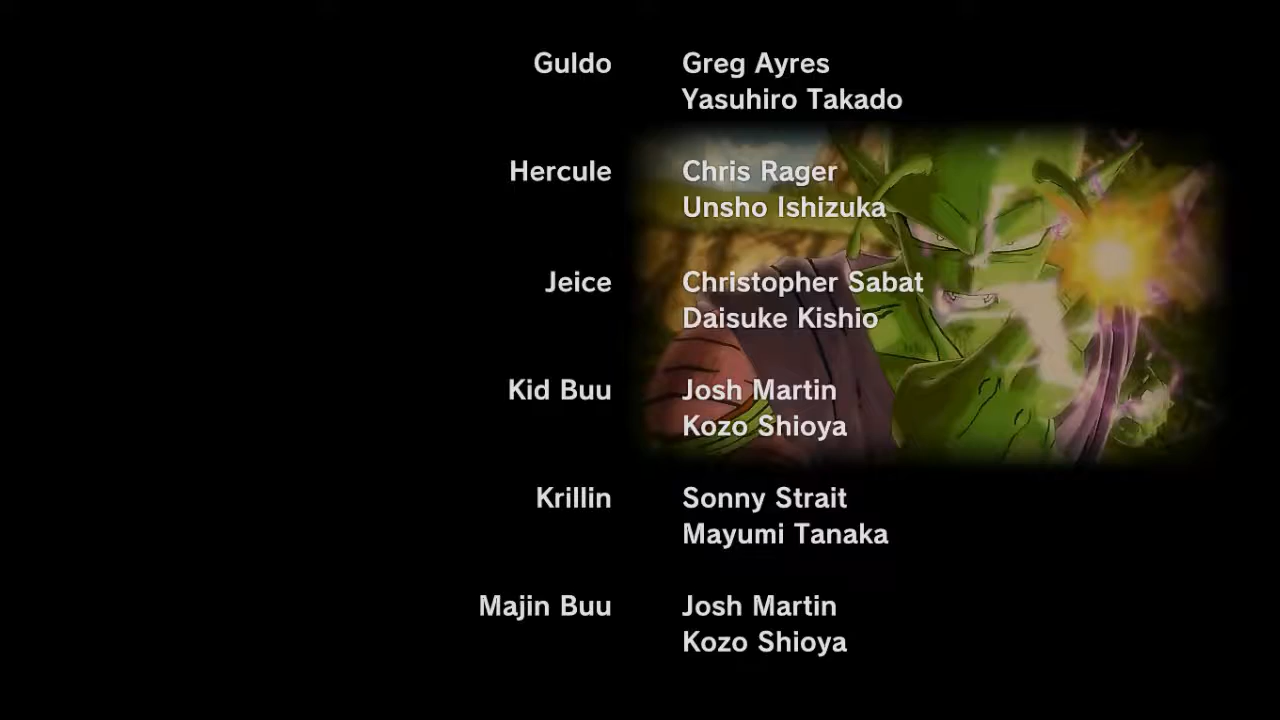 Guldo Greg Ayres
Yasuhiro Takado
Hercule Chris Rager
Unsho Ishizuka
Jeice Christopher Sabat
Daisuke Kishio
Kid Buu Josh Martin
Kozo Shioya
Krillin Sonny Strait
Mayumi Tanaka
Majin Buu Josh Martin
Kozo Shioya